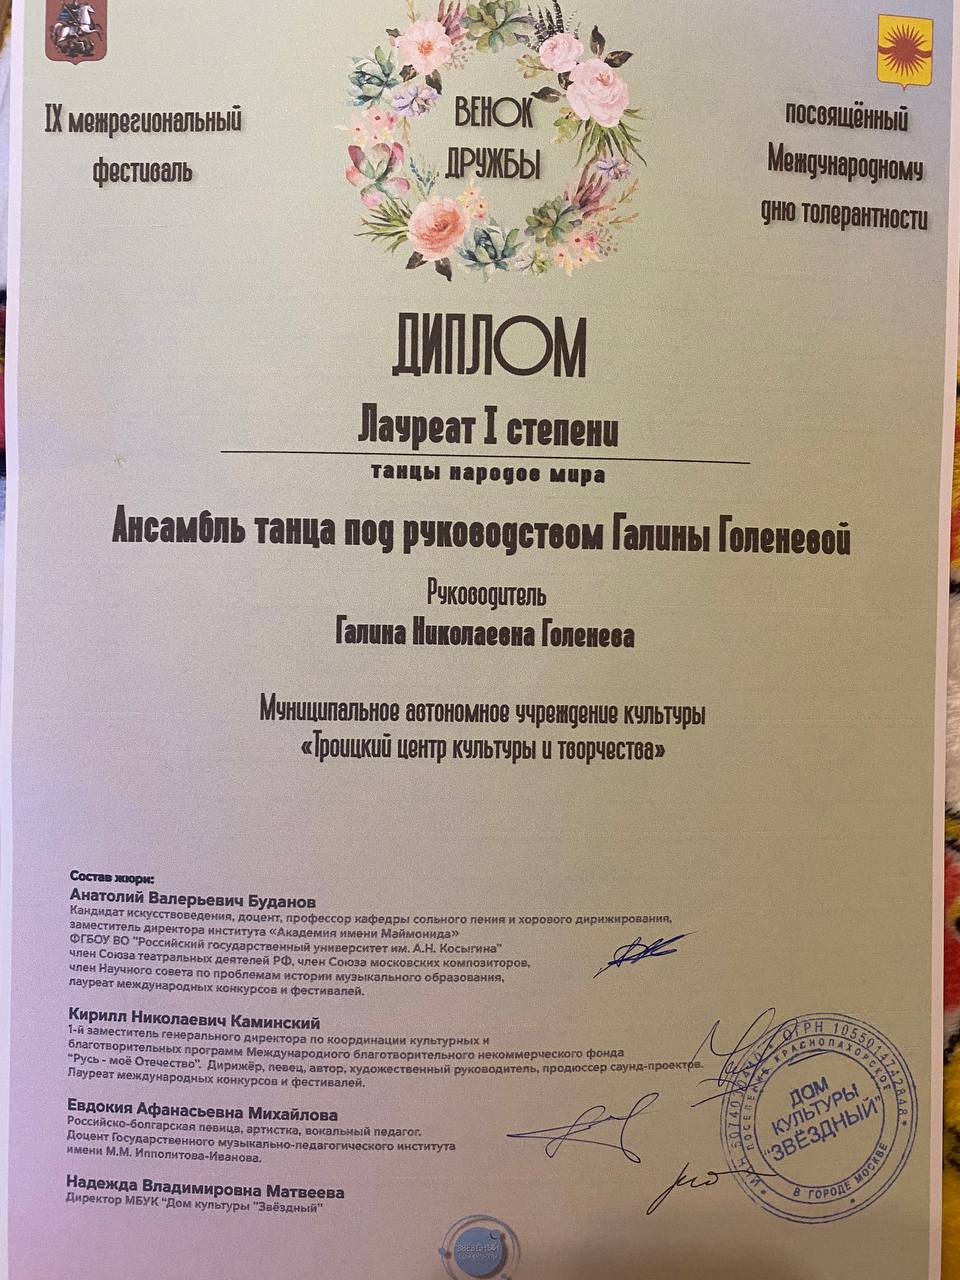 IX межрегиональный
фестиваль
ВЕНОК
ДРУЖБЫ
посвящённый
Международному
дню толерантности
ДИПЛОМ
Лауреат I степени
танцы народов мира
Ансамбль танца под руководством Галины Голеневой
Руководитель
Галина Николаевна Голенева
Муниципальное автономное учреждение культуры
«Троицкий центр культуры и творчества»
Состав жюри:
Анатолий Валерьевич Буданов
Кандидат искусствоведения, доцент, профессор кафедры сольного пения и хорового дирижирования,
заместитель директора института «Академия имени Маймонида»
ФГБОУ ВО "Российский государственный университет им. А.Н. Косыгина"
член Союза театральных деятелей РФ, член Союза московских композиторов,
член Научного совета по проблемам истории музыкального образования,
лауреат международных конкурсов и фестивалей.
Кирилл Николаевич Каминский
1-й заместитель генерального директора по координации культурных и
благотворительных программ Международного благотворительного некоммерческого фонда
"Русь - моё Отечество". Дирижёр, певец, автор, художественный руководитель, продюссер саунд-проектов.
Лауреат международных конкурсов и фестивалей.
Евдокия Афанасьевна Михайлова
Российско-болгарская певица, артистка, вокальный педагог.
Доцент Государственного музыкально-педагогического института
имени М.М. Ипполитова-Иванова.
Надежда Владимировна Матвеева
Директор МБУК "Дом культуры "Звёздный"
ОГРН 1055014742848
ПОСЕЛЕНИЕ КРАСНОПАХОРСКОЕ
ДОМ
КУЛЬТУРЫ
"ЗВЁЗДНЫЙ"
В ГОРОДЕ МОСКВЕ
ЗВЁЗДНЫЙ